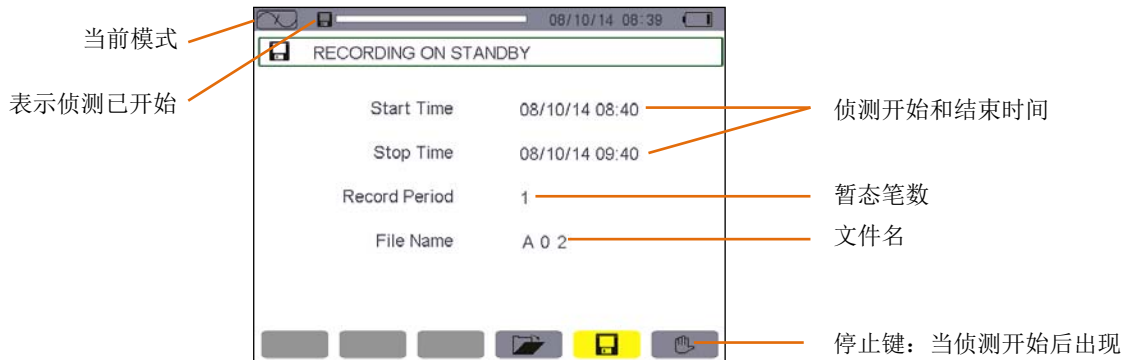 08/10/14 08:39
当前模式
RECORDING ON STANDBY
表示侦测已开始
Start Time 08/10/14 08:40
侦测开始和结束时间
Stop Time 08/10/14 09:40
Record Period 1
暂态笔数
File Name A 0 2
文件名
停止键：当侦测开始后出现